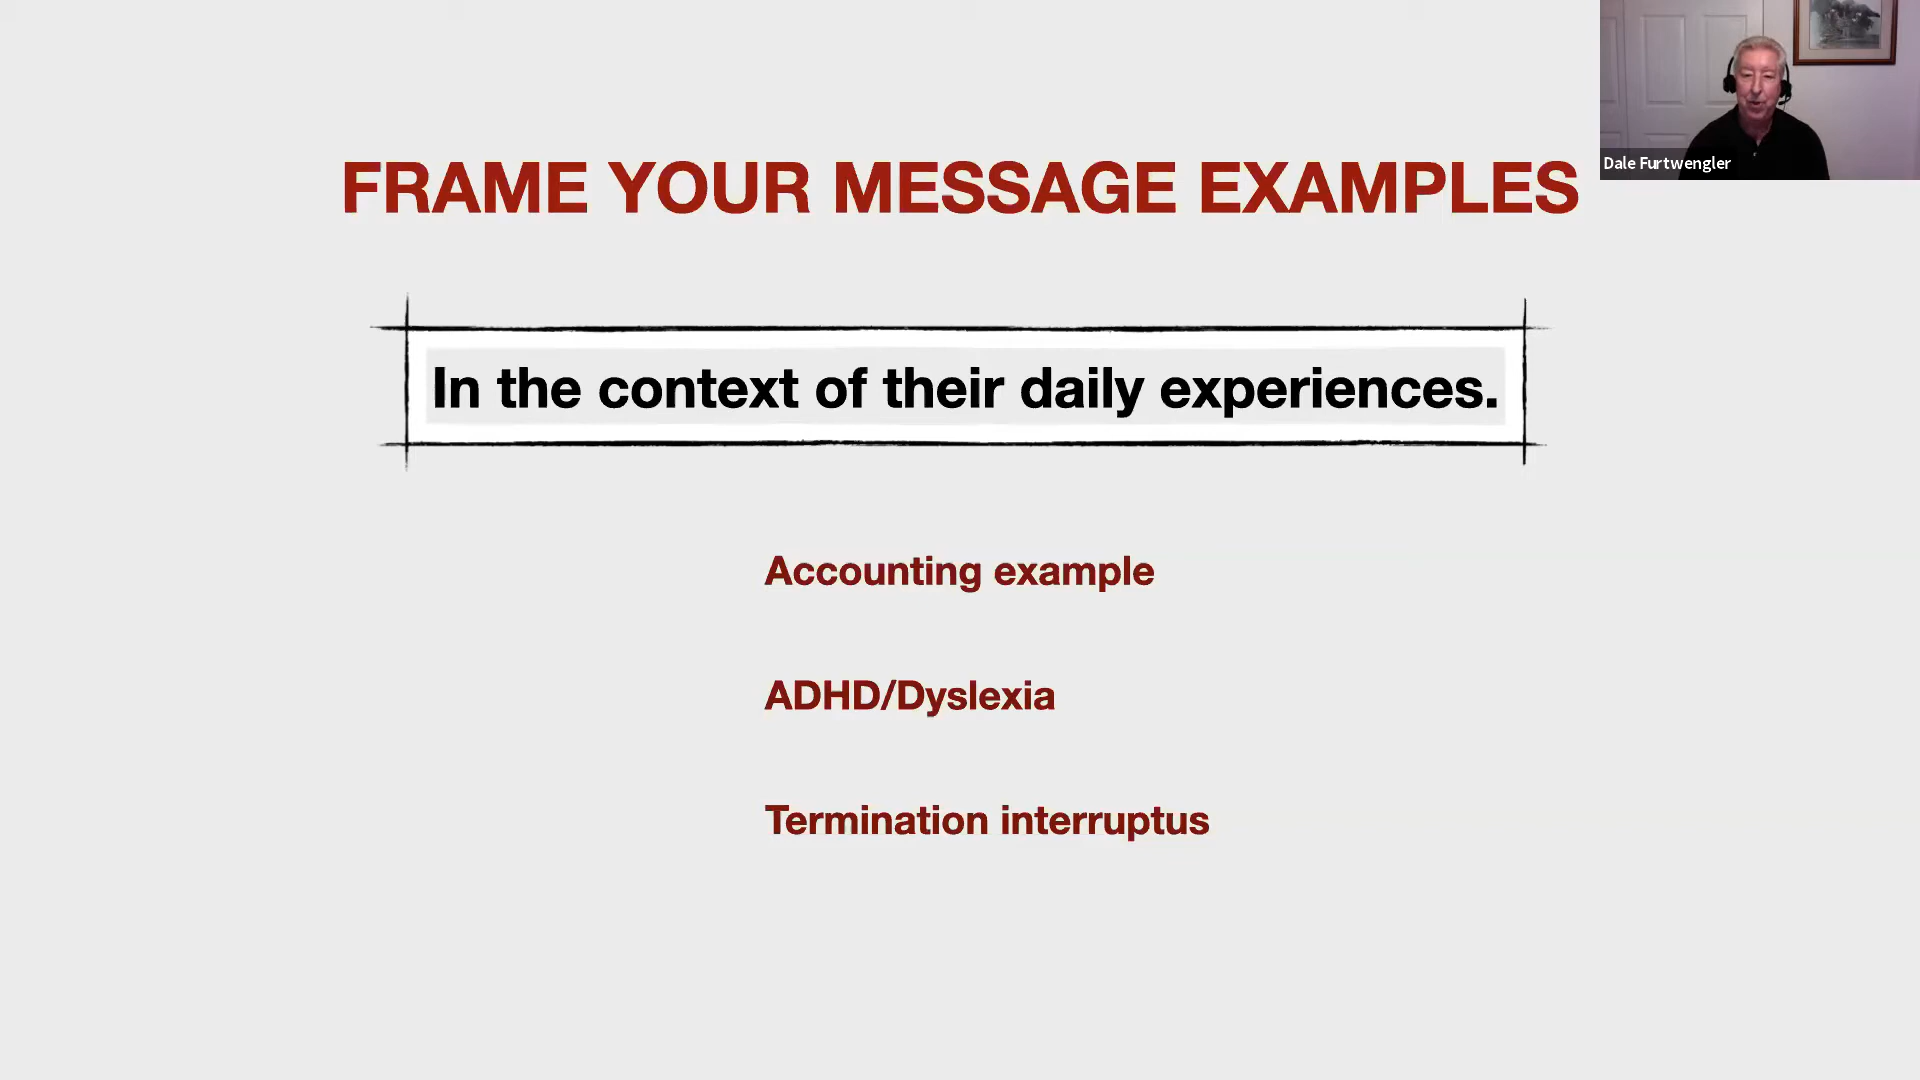 FRAME YOUR MESSAGE EXAMPLES
Dale Furtwengler
In the context of their daily experiences.
Accounting example
ADHD/Dyslexia
Termination interruptus